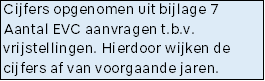 Cijfers opgenomen uit bijlage 7
Aantal EVC aanvragen t.b.v.
vrijstellingen. Hierdoor wijken de
cijfers af van voorgaande jaren.